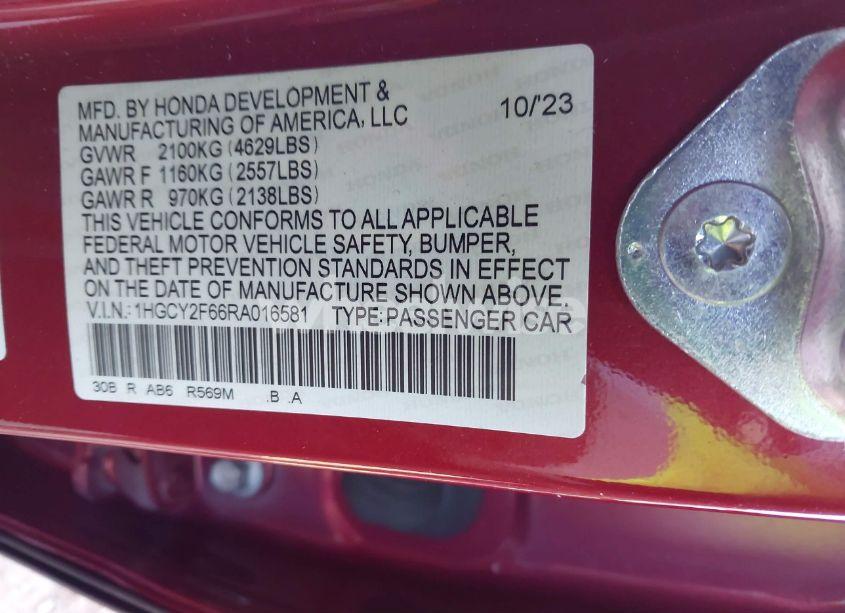 MFD. BY HONDA DEVELOPMENT &
MANUFACTURING OF AMERICA, LLC 10/'23
GVWR 2100KG (4629LBS)
GAWR F 1160KG (2557LBS)
GAWR R 970KG (2138LBS)
THIS VEHICLE CONFORMS TO ALL APPLICABLE
FEDERAL MOTOR VEHICLE SAFETY, BUMPER,
AND THEFT PREVENTION STANDARDS IN EFFECT
ON THE DATE OF MANUFACTURE SHOWN ABOVE.
V.I.N.: 1HGCY2F66RA016581 TYPE: PASSENGER CAR
30B R AB6 R569M .B .A